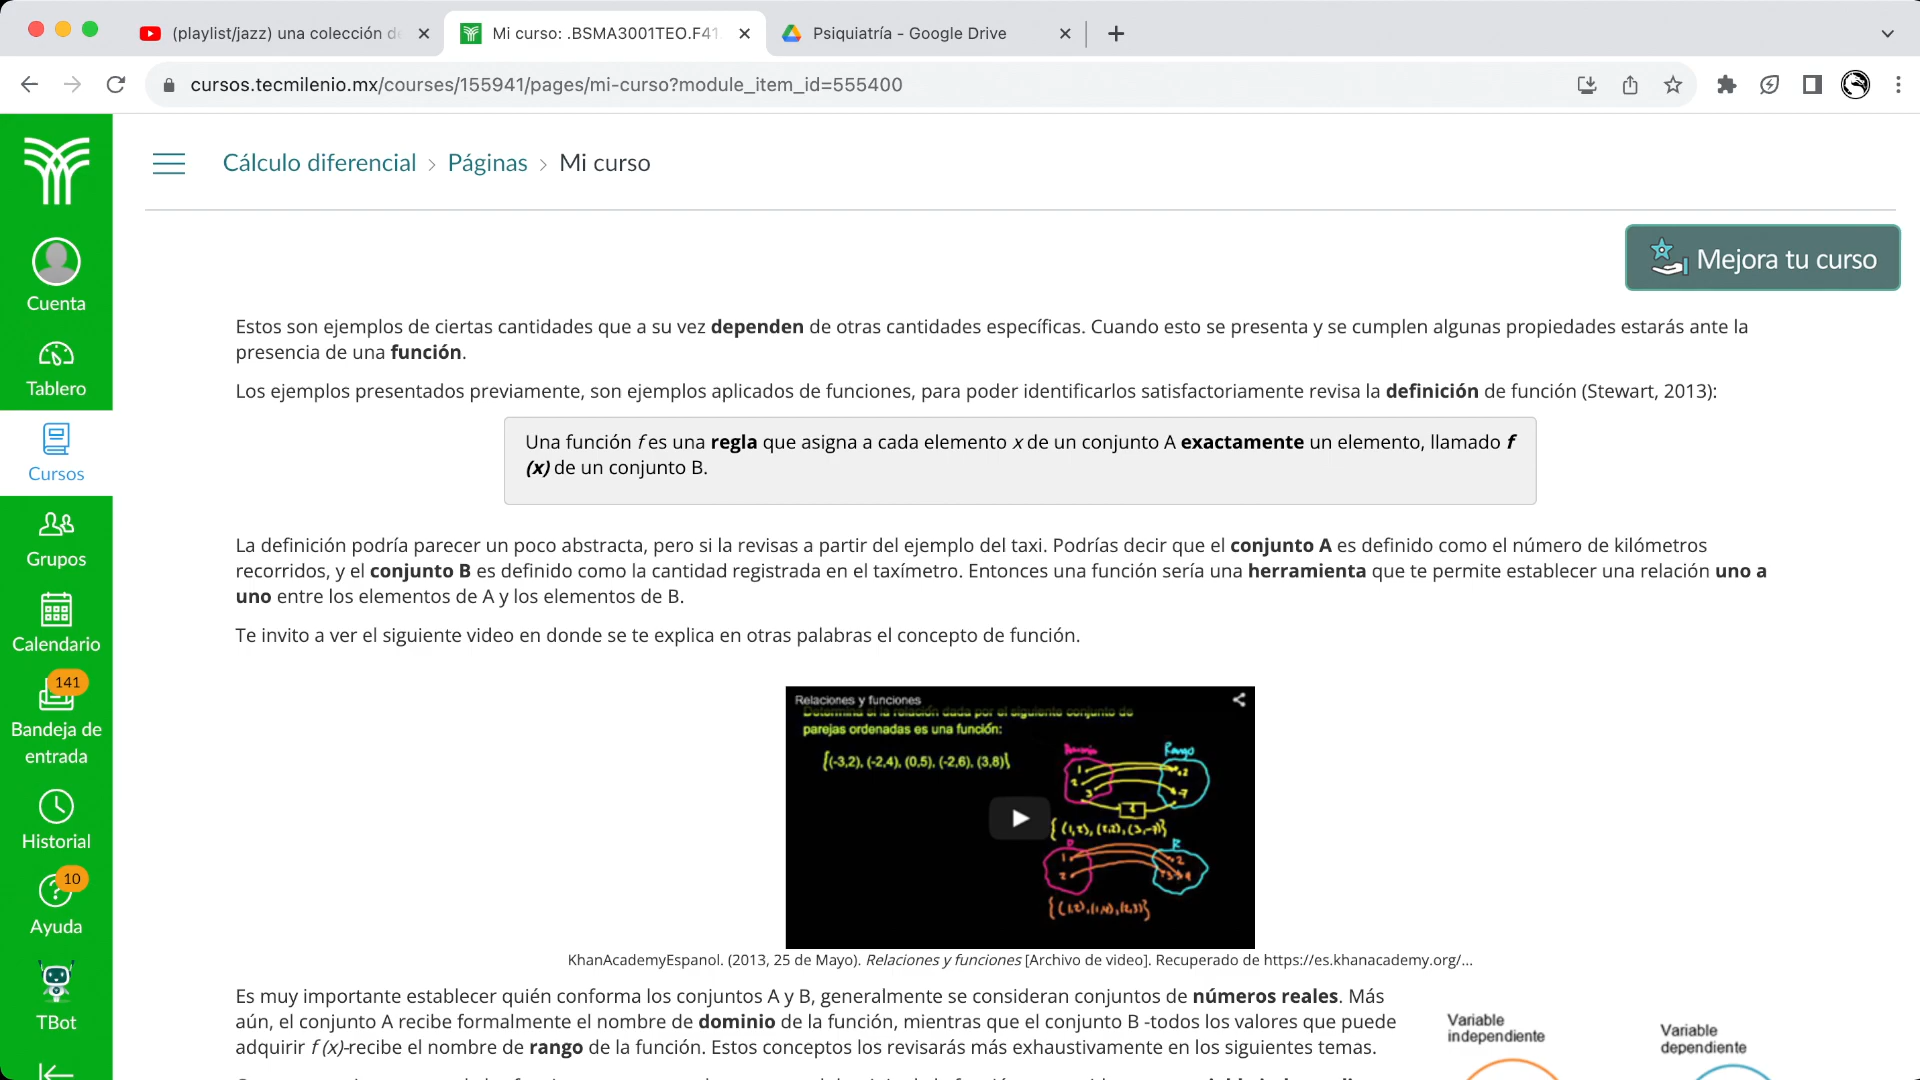 (playlist/jazz) una colección de
Mi curso: .BSMA3001TEO.F41
Psiquiatría - Google Drive
cursos.tecmilenio.mx/courses/155941/pages/mi-curso?module_item_id=555400
Cálculo diferencial › Páginas › Mi curso
Mejora tu curso
Cuenta
Tablero
Cursos
Grupos
Calendario
141
Bandeja de
entrada
Historial
10
Ayuda
TBot
Estos son ejemplos de ciertas cantidades que a su vez dependen de otras cantidades específicas. Cuando esto se presenta y se cumplen algunas propiedades estarás ante la
presencia de una función.
Los ejemplos presentados previamente, son ejemplos aplicados de funciones, para poder identificarlos satisfactoriamente revisa la definición de función (Stewart, 2013):
Una función f es una regla que asigna a cada elemento x de un conjunto A exactamente un elemento, llamado f
(x) de un conjunto B.
La definición podría parecer un poco abstracta, pero si la revisas a partir del ejemplo del taxi. Podrías decir que el conjunto A es definido como el número de kilómetros
recorridos, y el conjunto B es definido como la cantidad registrada en el taxímetro. Entonces una función sería una herramienta que te permite establecer una relación uno a
uno entre los elementos de A y los elementos de B.
Te invito a ver el siguiente video en donde se te explica en otras palabras el concepto de función.
Relaciones y funciones
Determina si la relación dada por el siguiente conjunto de
parejas ordenadas es una función:
{(-3,2), (-2,4), (0,5), (-2,6), (3,8)}
Rango
KhanAcademyEspanol. (2013, 25 de Mayo). Relaciones y funciones [Archivo de video]. Recuperado de https://es.khanacademy.org/...
Es muy importante establecer quién conforma los conjuntos A y B, generalmente se consideran conjuntos de números reales. Más
aún, el conjunto A recibe formalmente el nombre de dominio de la función, mientras que el conjunto B -todos los valores que puede
adquirir f (x)-recibe el nombre de rango de la función. Estos conceptos los revisarás más exhaustivamente en los siguientes temas.
Variable
independiente
Variable
dependiente